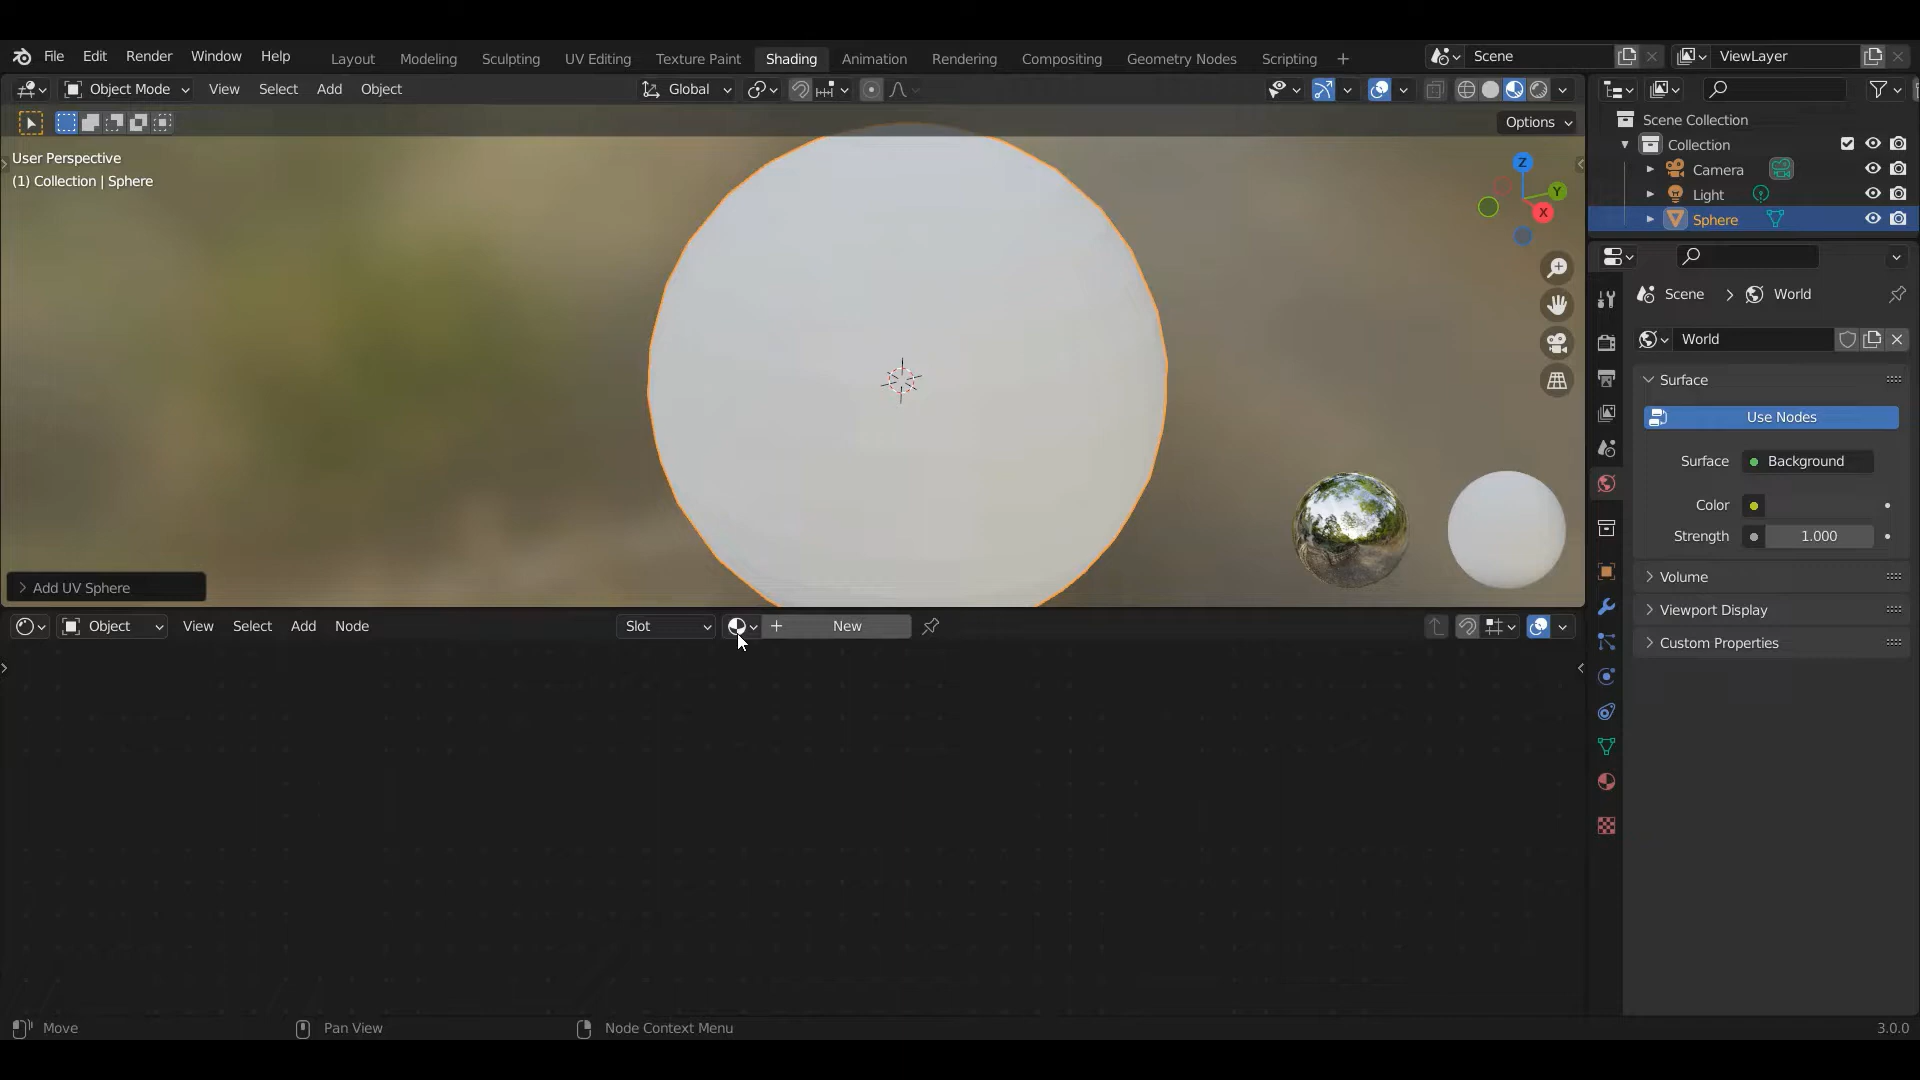 File Edit Render Window Help Layout Modeling Sculpting UV Editing Texture Paint Shading Animation Rendering Compositing Geometry Nodes Scripting + Scene ViewLayer
Object Mode View Select Add Object Global
Options
User Perspective
(1) Collection | Sphere
Z
Y
X
Add UV Sphere
Scene Collection
Collection
Camera
Light
Sphere
Scene > World
World
Surface
Use Nodes
Surface Background
Color
Strength 1.000
Volume
Viewport Display
Custom Properties
Object View Select Add Node Slot + New
Move Pan View Node Context Menu 3.0.0